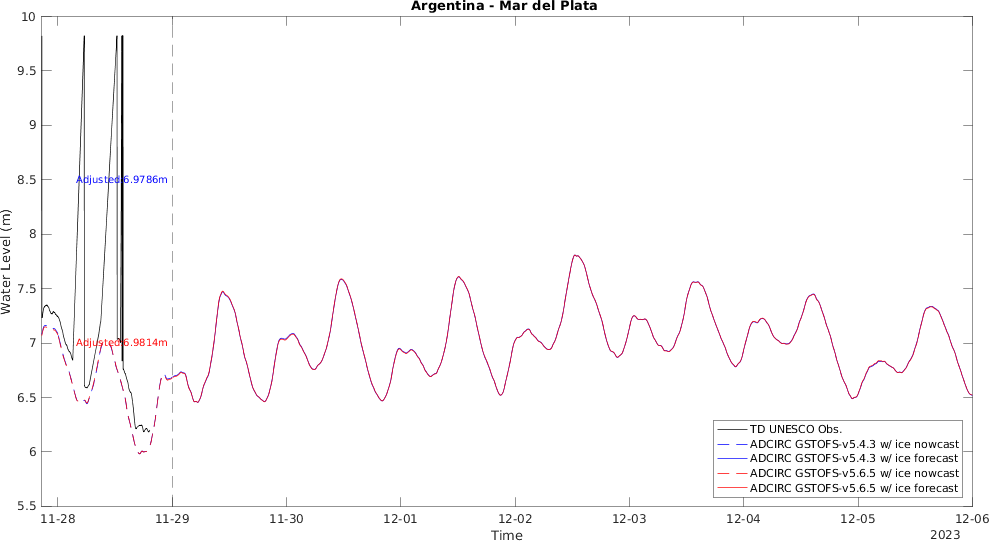 Argentina - Mar del Plata
10
9.5
9
8.5
8
7.5
7
6.5
6
5.5
Water Level (m)
Adjusted 6.9786m
Adjusted 6.9814m
TD UNESCO Obs.
ADCIRC GSTOFS-v5.4.3 w/ ice nowcast
ADCIRC GSTOFS-v5.4.3 w/ ice forecast
ADCIRC GSTOFS-v5.6.5 w/ ice nowcast
ADCIRC GSTOFS-v5.6.5 w/ ice forecast
11-28 11-29 11-30 12-01 12-02 12-03 12-04 12-05 12-06
Time
2023